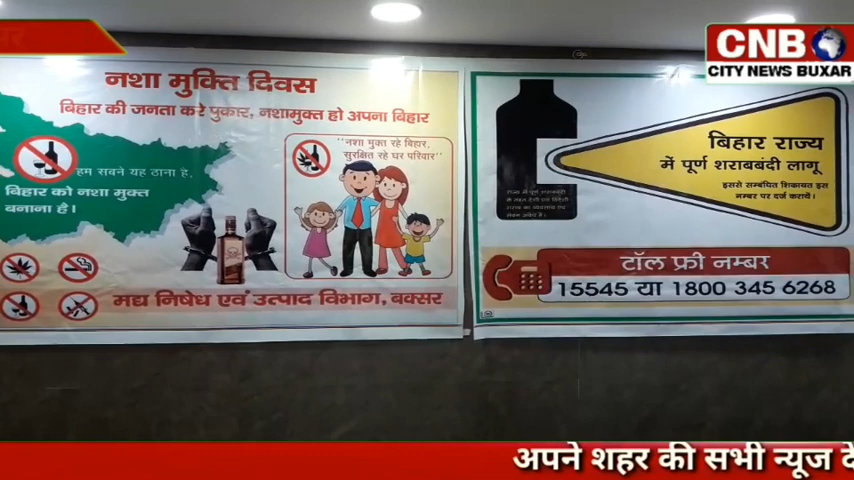 CNB
CITY NEWS BUXAR
नशा मुक्ति दिवस
बिहार की जनता करे पुकार, नशामुक्त हो अपना बिहार
हम सबने यह ठाना है,
बिहार को नशा मुक्त
बनाना है !
"नशा मुक्त रहे बिहार,
सुरक्षित रहे घर परिवार"
मद्य निषेध एवं उत्पाद विभाग, बक्सर
बिहार राज्य
में पूर्ण शराबबंदी लागू
इससे सम्बंधित शिकायत इस
नम्बर पर दर्ज करायें।
राज्य में पूर्ण शराबबंदी
टॉल फ्री नम्बर
15545 या 1800 345 6268
अपने शहर की सभी न्यूज